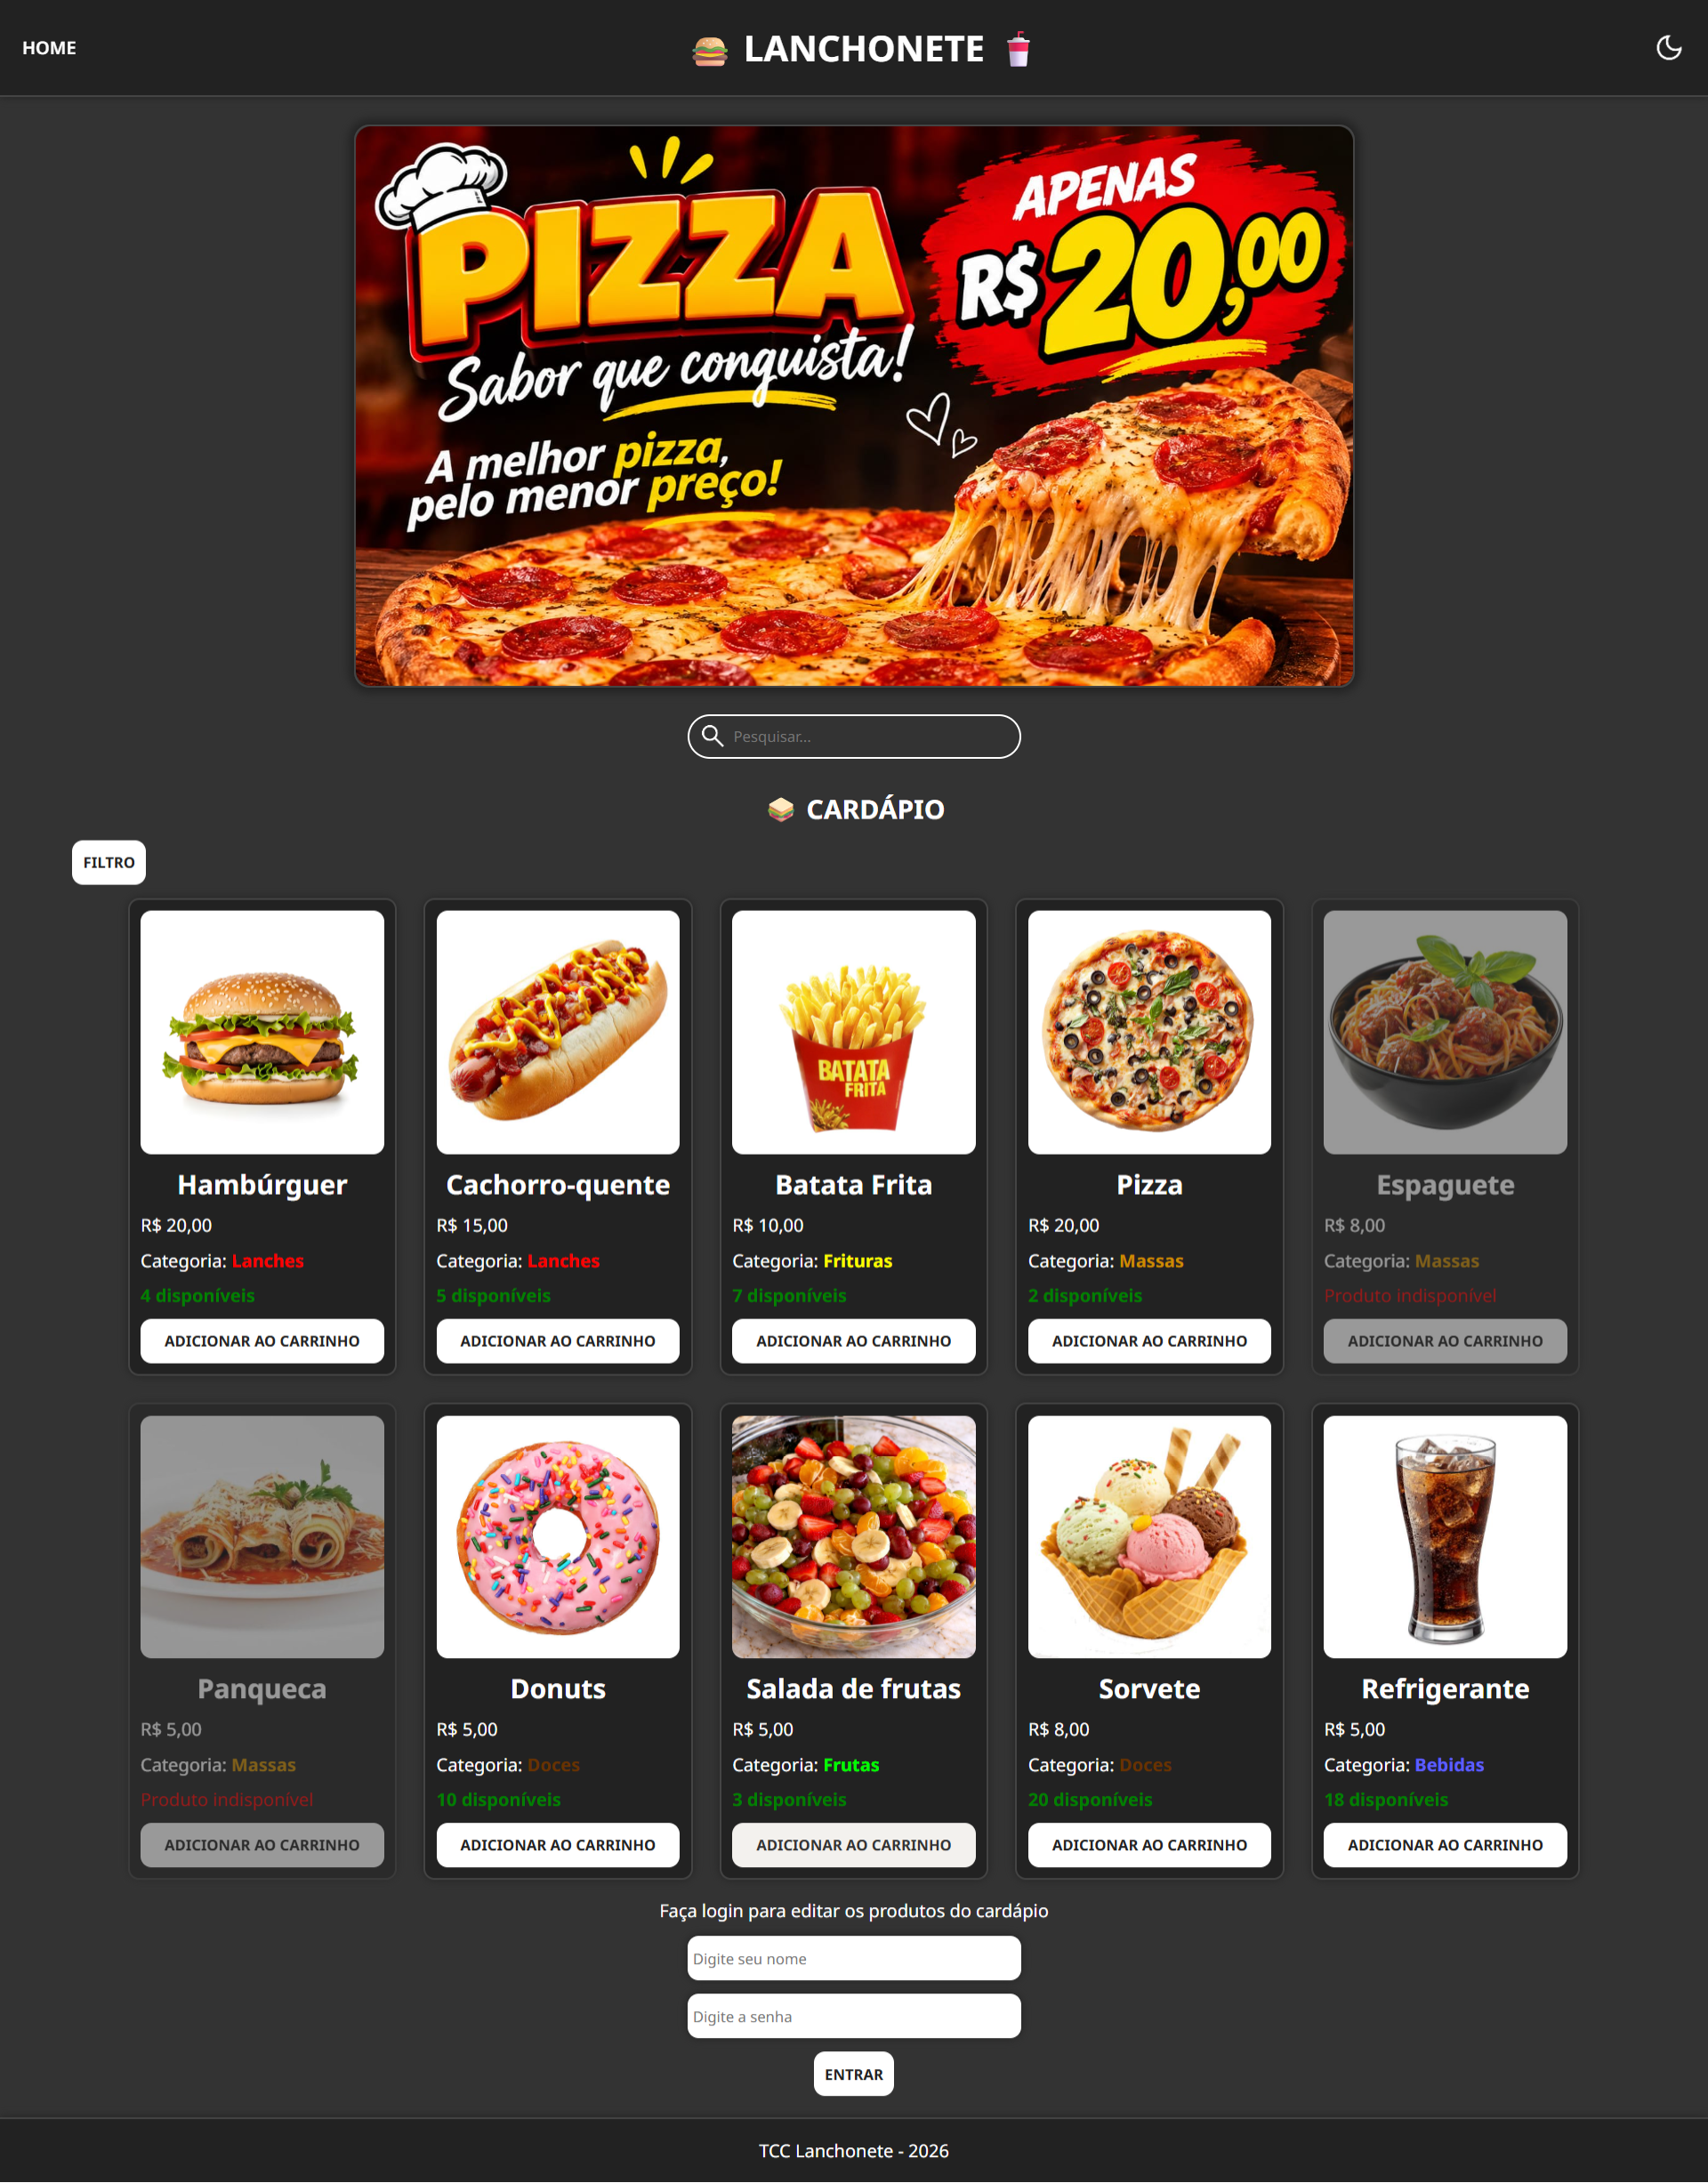 HOME
LANCHONETE
PIZZA
Sabor que conquista!
A melhor pizza,
pelo menor preço!
APENAS
R$ 20,00
Pesquisar...
CARDÁPIO
FILTRO
BATATA
FRITA
Hambúrguer
R$ 20,00
Categoria: Lanches
4 disponíveis
ADICIONAR AO CARRINHO
Cachorro-quente
R$ 15,00
Categoria: Lanches
5 disponíveis
ADICIONAR AO CARRINHO
Batata Frita
R$ 10,00
Categoria: Frituras
7 disponíveis
ADICIONAR AO CARRINHO
Pizza
R$ 20,00
Categoria: Massas
2 disponíveis
ADICIONAR AO CARRINHO
Espaguete
R$ 8,00
Categoria: Massas
Produto indisponível
ADICIONAR AO CARRINHO
Panqueca
R$ 5,00
Categoria: Massas
Produto indisponível
ADICIONAR AO CARRINHO
Donuts
R$ 5,00
Categoria: Doces
10 disponíveis
ADICIONAR AO CARRINHO
Salada de frutas
R$ 5,00
Categoria: Frutas
3 disponíveis
ADICIONAR AO CARRINHO
Sorvete
R$ 8,00
Categoria: Doces
20 disponíveis
ADICIONAR AO CARRINHO
Refrigerante
R$ 5,00
Categoria: Bebidas
18 disponíveis
ADICIONAR AO CARRINHO
Faça login para editar os produtos do cardápio
Digite seu nome
Digite a senha
ENTRAR
TCC Lanchonete - 2026